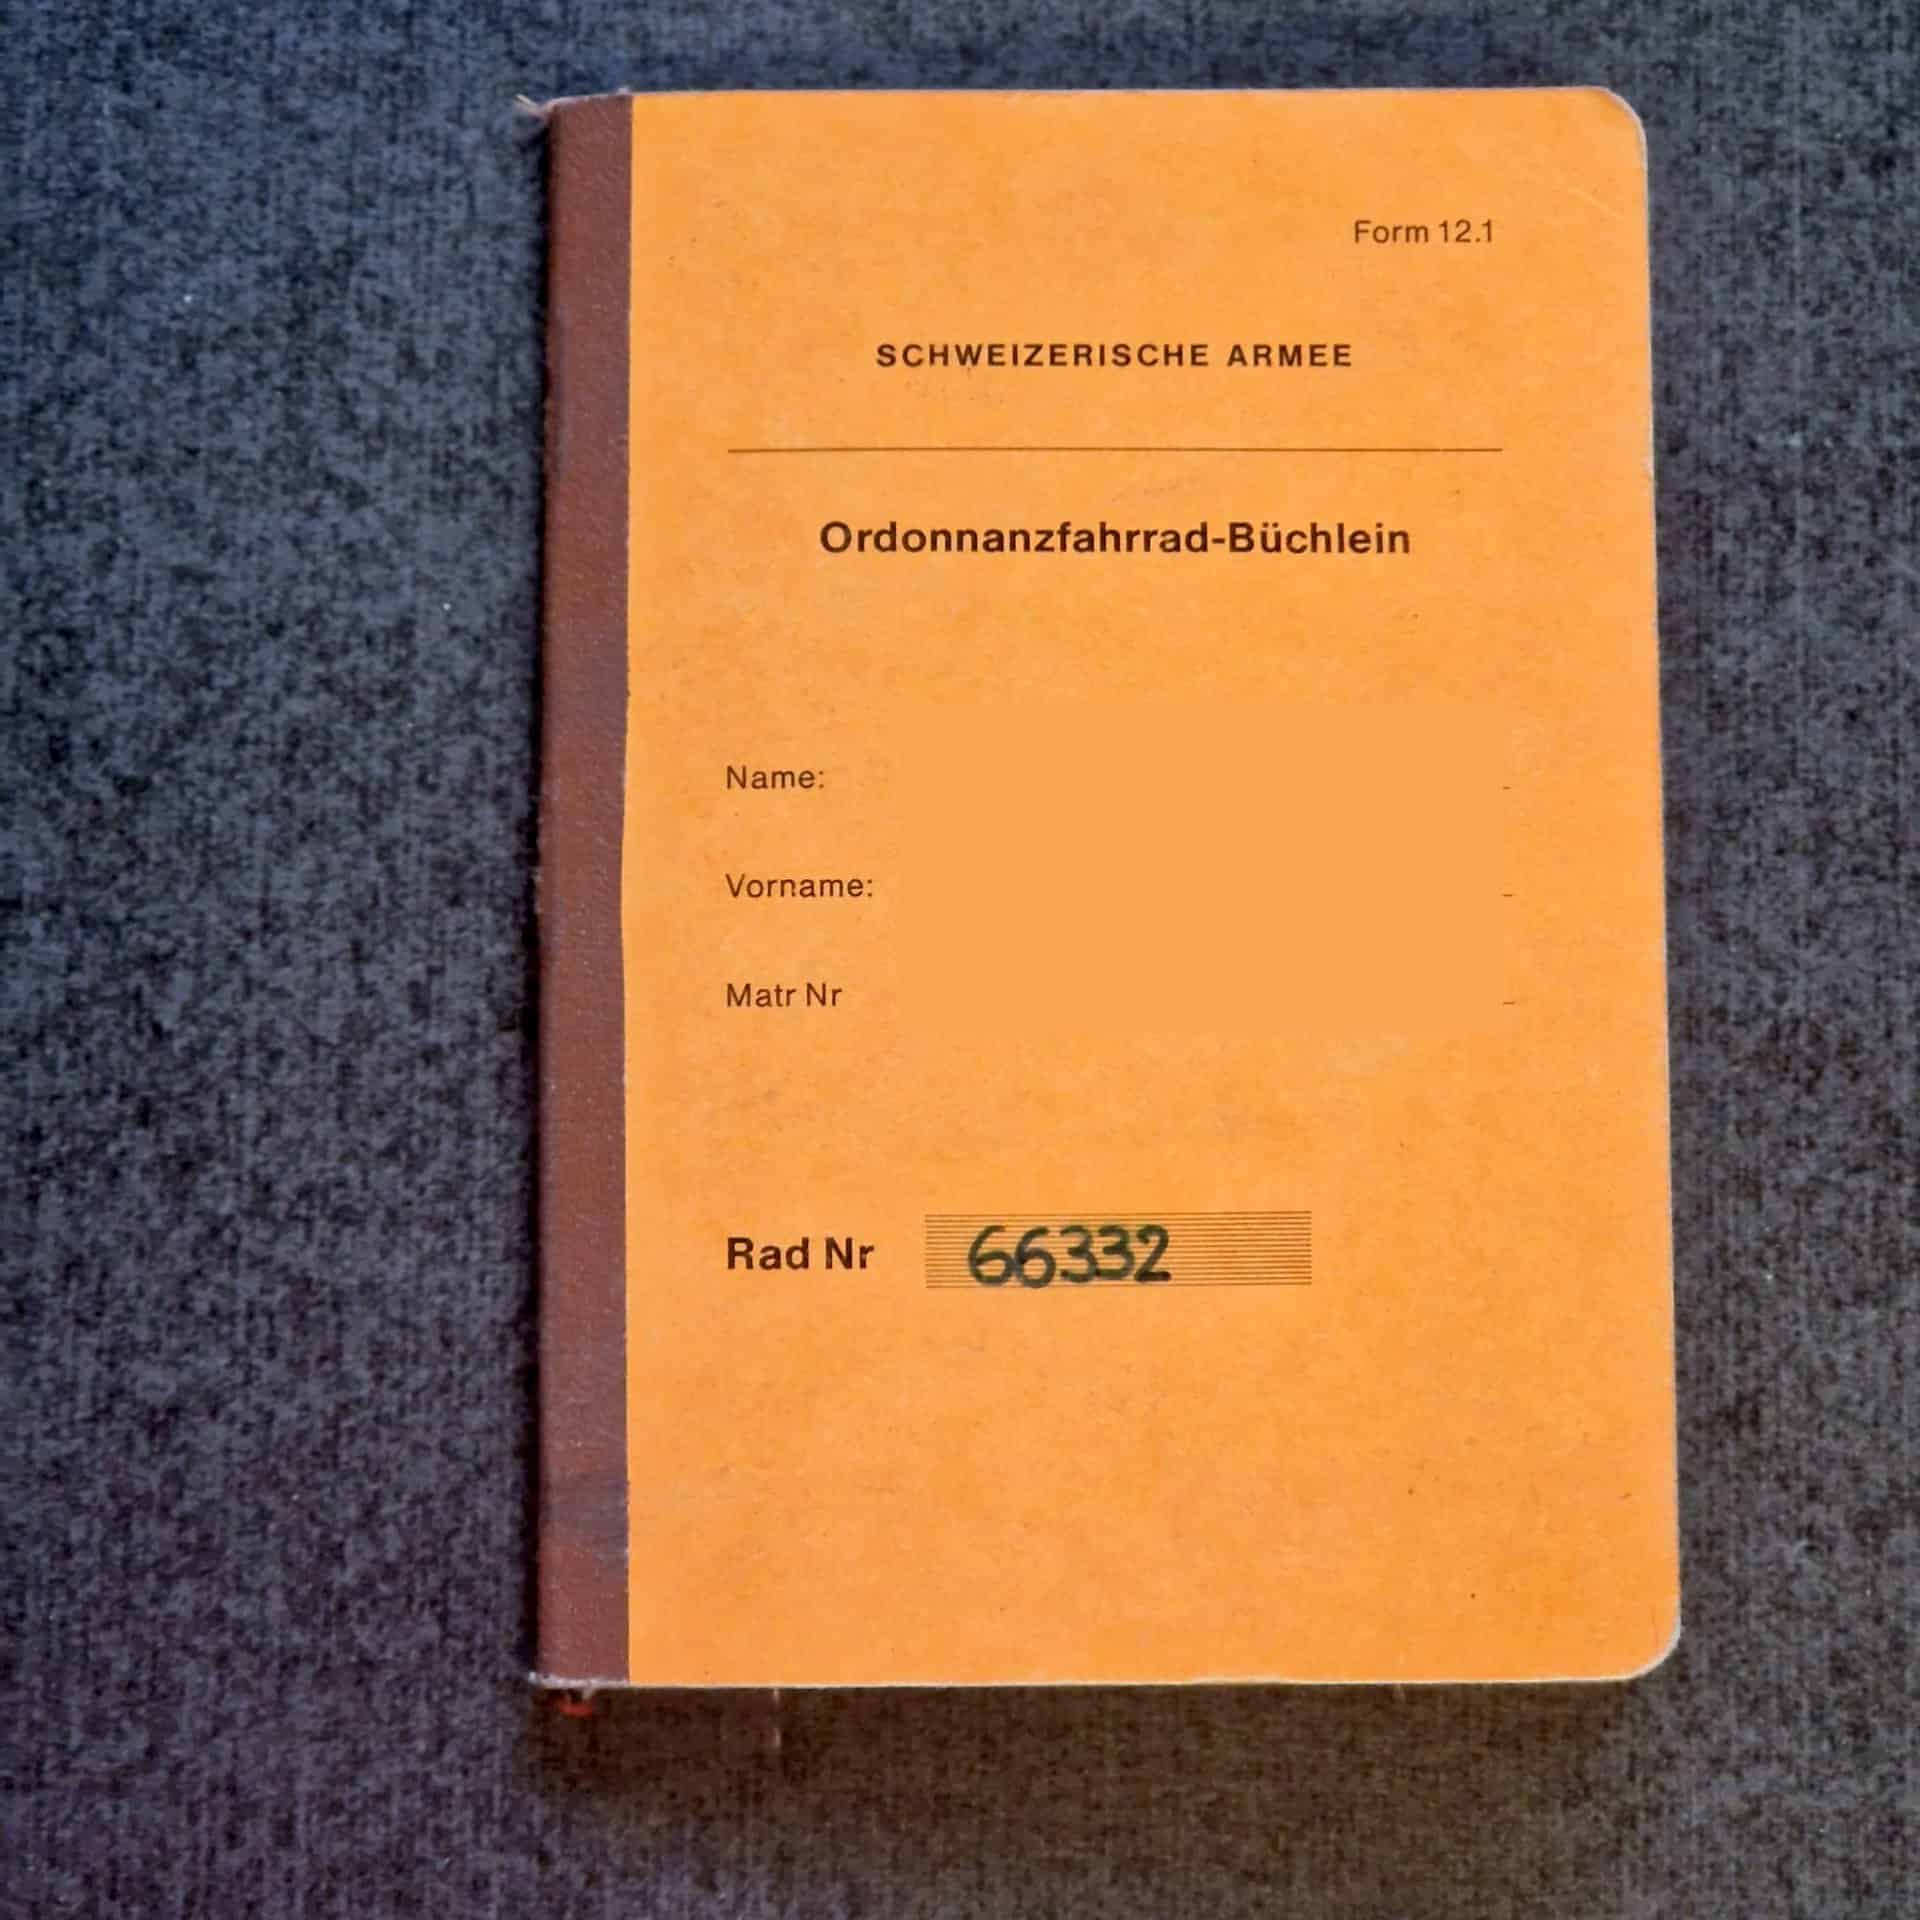 Form 12.1
SCHWEIZERISCHE ARMEE
Ordonnanzfahrrad-Büchlein
Name:
Vorname:
Matr Nr
Rad Nr 66332